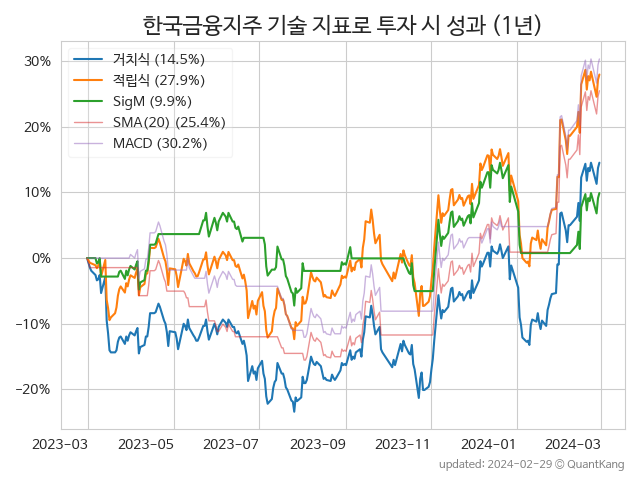 한국금융지주 기술 지표로 투자 시 성과 (1년)
거치식 (14.5%)
적립식 (27.9%)
SigM (9.9%)
SMA(20) (25.4%)
MACD (30.2%)
30%
20%
10%
0%
−10%
−20%
2023−03 2023−05 2023−07 2023−09 2023−11 2024−01 2024−03
updated: 2024-02-29 © QuantKang